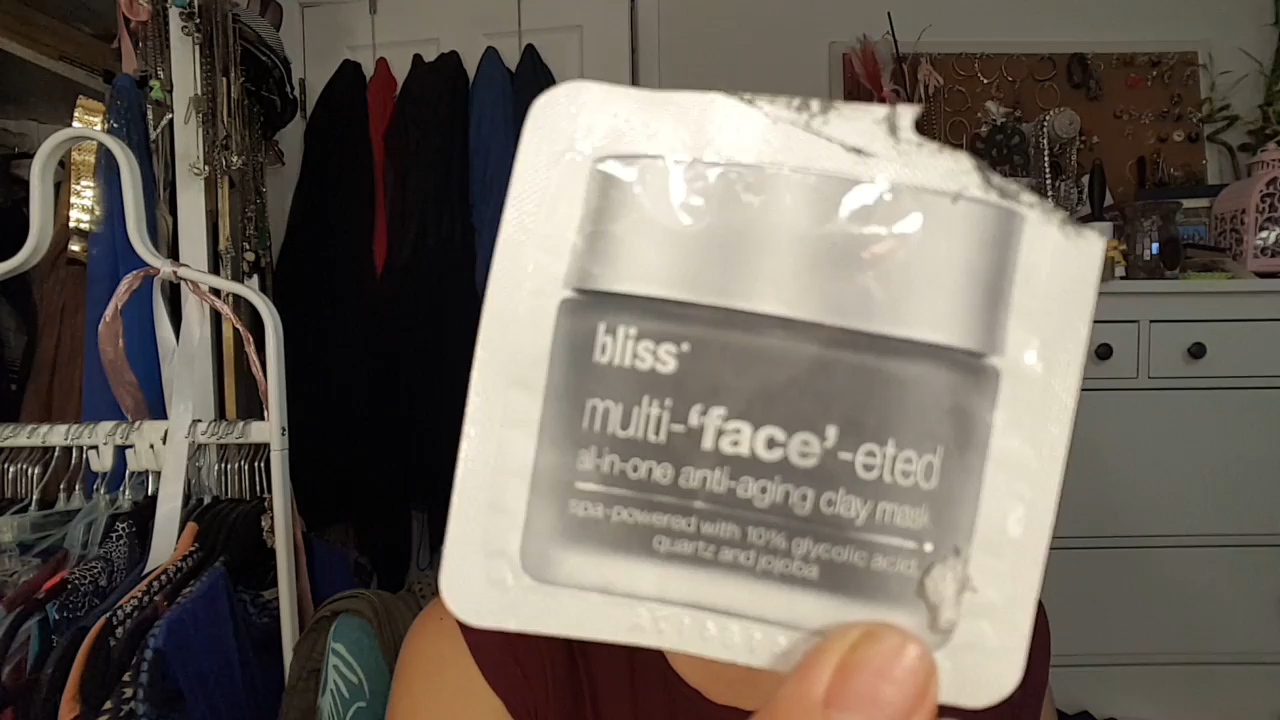 bliss
multi-'face'-eted
all-in-one anti-aging clay mask
spa-powered with 10% glycolic acid,
quartz and jojoba